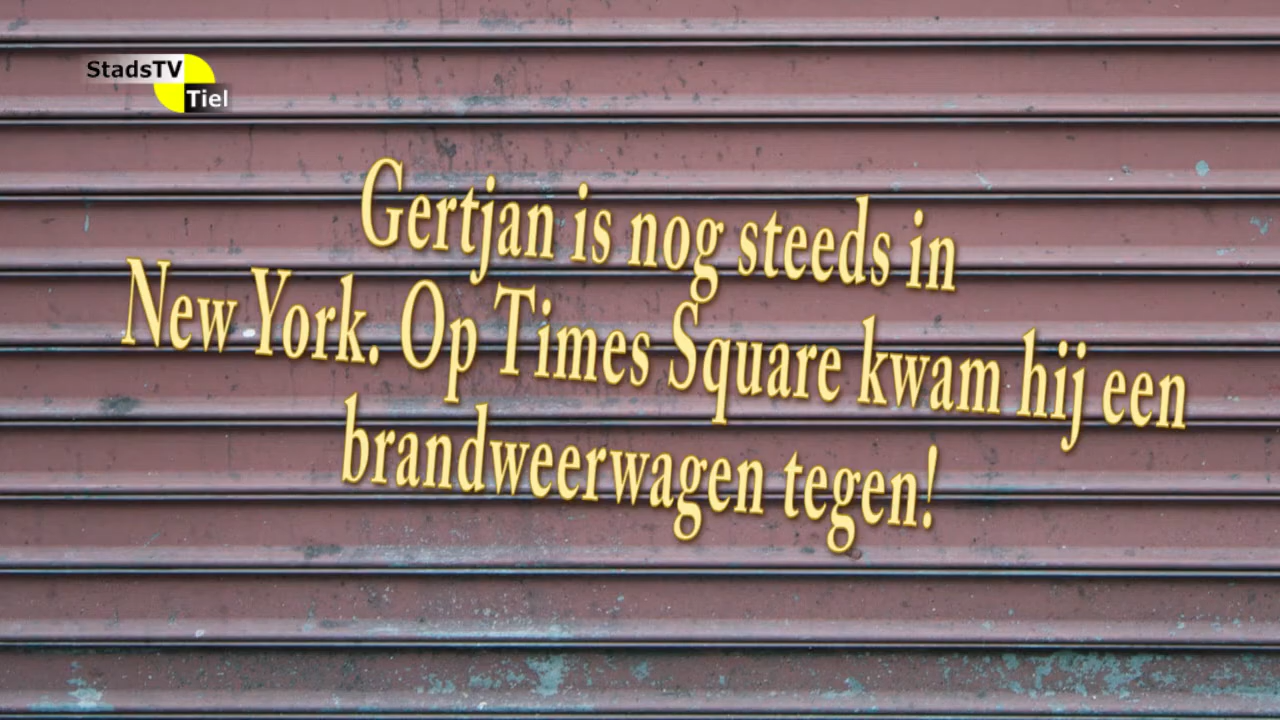 StadsTV
Tiel
Gertjan is nog steeds in
New York. Op Times Square kwam hij een
brandweerwagen tegen!